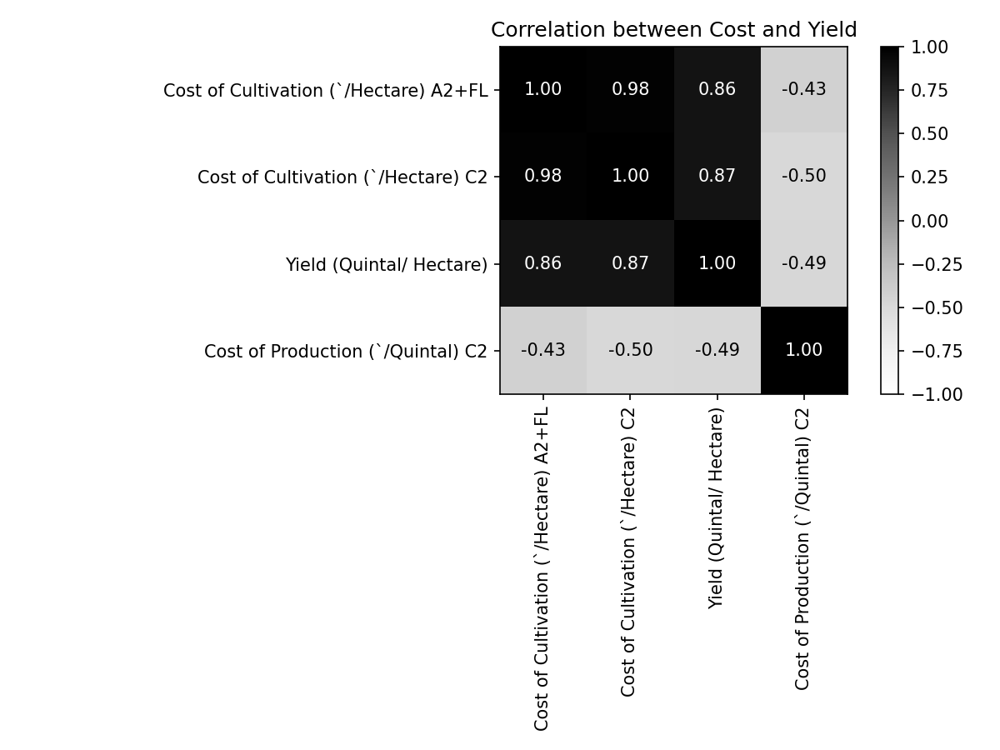 Correlation between Cost and Yield
Cost of Cultivation (`/Hectare) A2+FL
1.00 0.98 0.86 -0.43
Cost of Cultivation (`/Hectare) C2
0.98 1.00 0.87 -0.50
Yield (Quintal/ Hectare)
0.86 0.87 1.00 -0.49
Cost of Production (`/Quintal) C2
-0.43 -0.50 -0.49 1.00
Cost of Cultivation (`/Hectare) A2+FL
Cost of Cultivation (`/Hectare) C2
Yield (Quintal/ Hectare)
Cost of Production (`/Quintal) C2
1.00
0.75
0.50
0.25
0.00
−0.25
−0.50
−0.75
−1.00